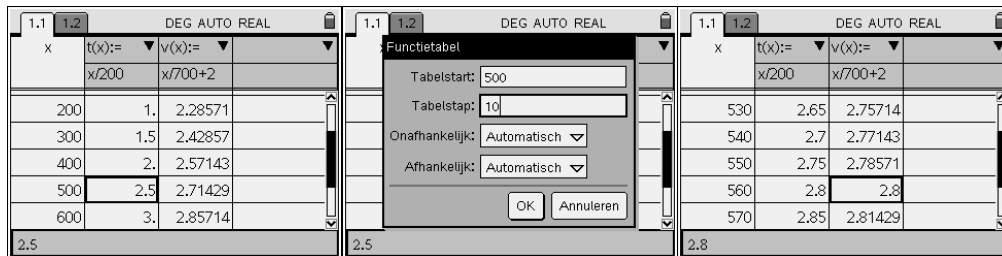 1.1 1.2 DEG AUTO REAL
x t(x):= v(x):=
x/200 x/700+2
200 1. 2.28571
300 1.5 2.42857
400 2. 2.57143
500 2.5 2.71429
600 3. 2.85714
2.5
1.1 1.2 DEG AUTO REAL
Functietabel
Tabelstart: 500
Tabelstap: 10
Onafhankelijk: Automatisch
Afhankelijk: Automatisch
OK Annuleren
2.5
1.1 1.2 DEG AUTO REAL
x t(x):= v(x):=
x/200 x/700+2
530 2.65 2.75714
540 2.7 2.77143
550 2.75 2.78571
560 2.8 2.8
570 2.85 2.81429
2.8